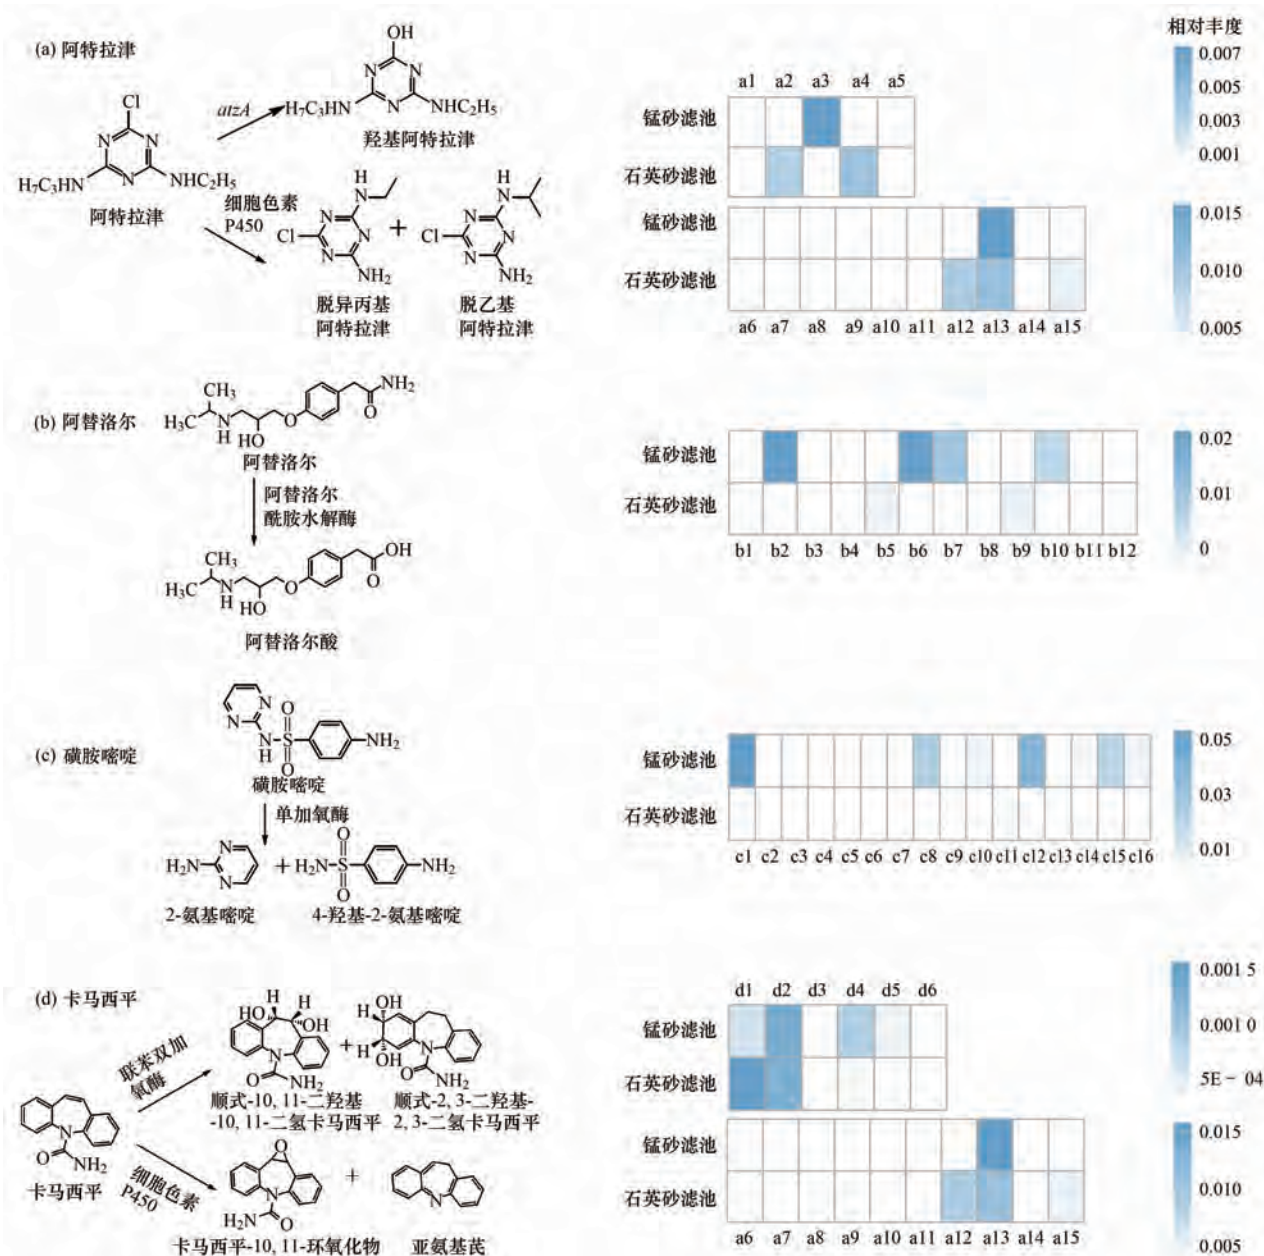 相对丰度
(a) 阿特拉津
OH
N N
H₇C₃HN N NHC₂H₅
羟基阿特拉津
atzA
Cl
N N
H₇C₃HN N NHC₂H₅
阿特拉津
细胞色素
P450
H
N
N N
Cl N NH₂
脱异丙基
阿特拉津
+
H
N
N N
Cl N NH₂
脱乙基
阿特拉津
a1 a2 a3 a4 a5
锰砂滤池
石英砂滤池
0.007
0.005
0.003
0.001
锰砂滤池
石英砂滤池
a6 a7 a8 a9 a10 a11 a12 a13 a14 a15
0.015
0.010
0.005
(b) 阿替洛尔
CH₃
H₃C N H HO O O NH₂
阿替洛尔
阿替洛尔
酰胺水解酶
CH₃
H₃C N H HO O O OH
阿替洛尔酸
锰砂滤池
石英砂滤池
b1 b2 b3 b4 b5 b6 b7 b8 b9 b10 b11 b12
0.02
0.01
0
(c) 磺胺嘧啶
N N O
N H S NH₂
O
磺胺嘧啶
单加氧酶
H₂N N N + H₂N S O O NH₂
2-氨基嘧啶 4-羟基-2-氨基嘧啶
锰砂滤池
石英砂滤池
c1 c2 c3 c4 c5 c6 c7 c8 c9 c10 c11 c12 c13 c14 c15 c16
0.05
0.03
0.01
(d) 卡马西平
N
O NH₂
卡马西平
联苯双加
氧酶
H H
HO OH
N
O NH₂
顺式-10, 11-二羟基
-10, 11-二氢卡马西平
+
OH
H
H
OH N
O NH₂
顺式-2, 3-二羟基-
2, 3-二氢卡马西平
细胞色素
P450
O
N
H₂N O
卡马西平-10, 11-环氧化物
+
N
亚氨基芪
d1 d2 d3 d4 d5 d6
锰砂滤池
石英砂滤池
0.001 5
0.001 0
5E－04
锰砂滤池
石英砂滤池
a6 a7 a8 a9 a10 a11 a12 a13 a14 a15
0.015
0.010
0.005